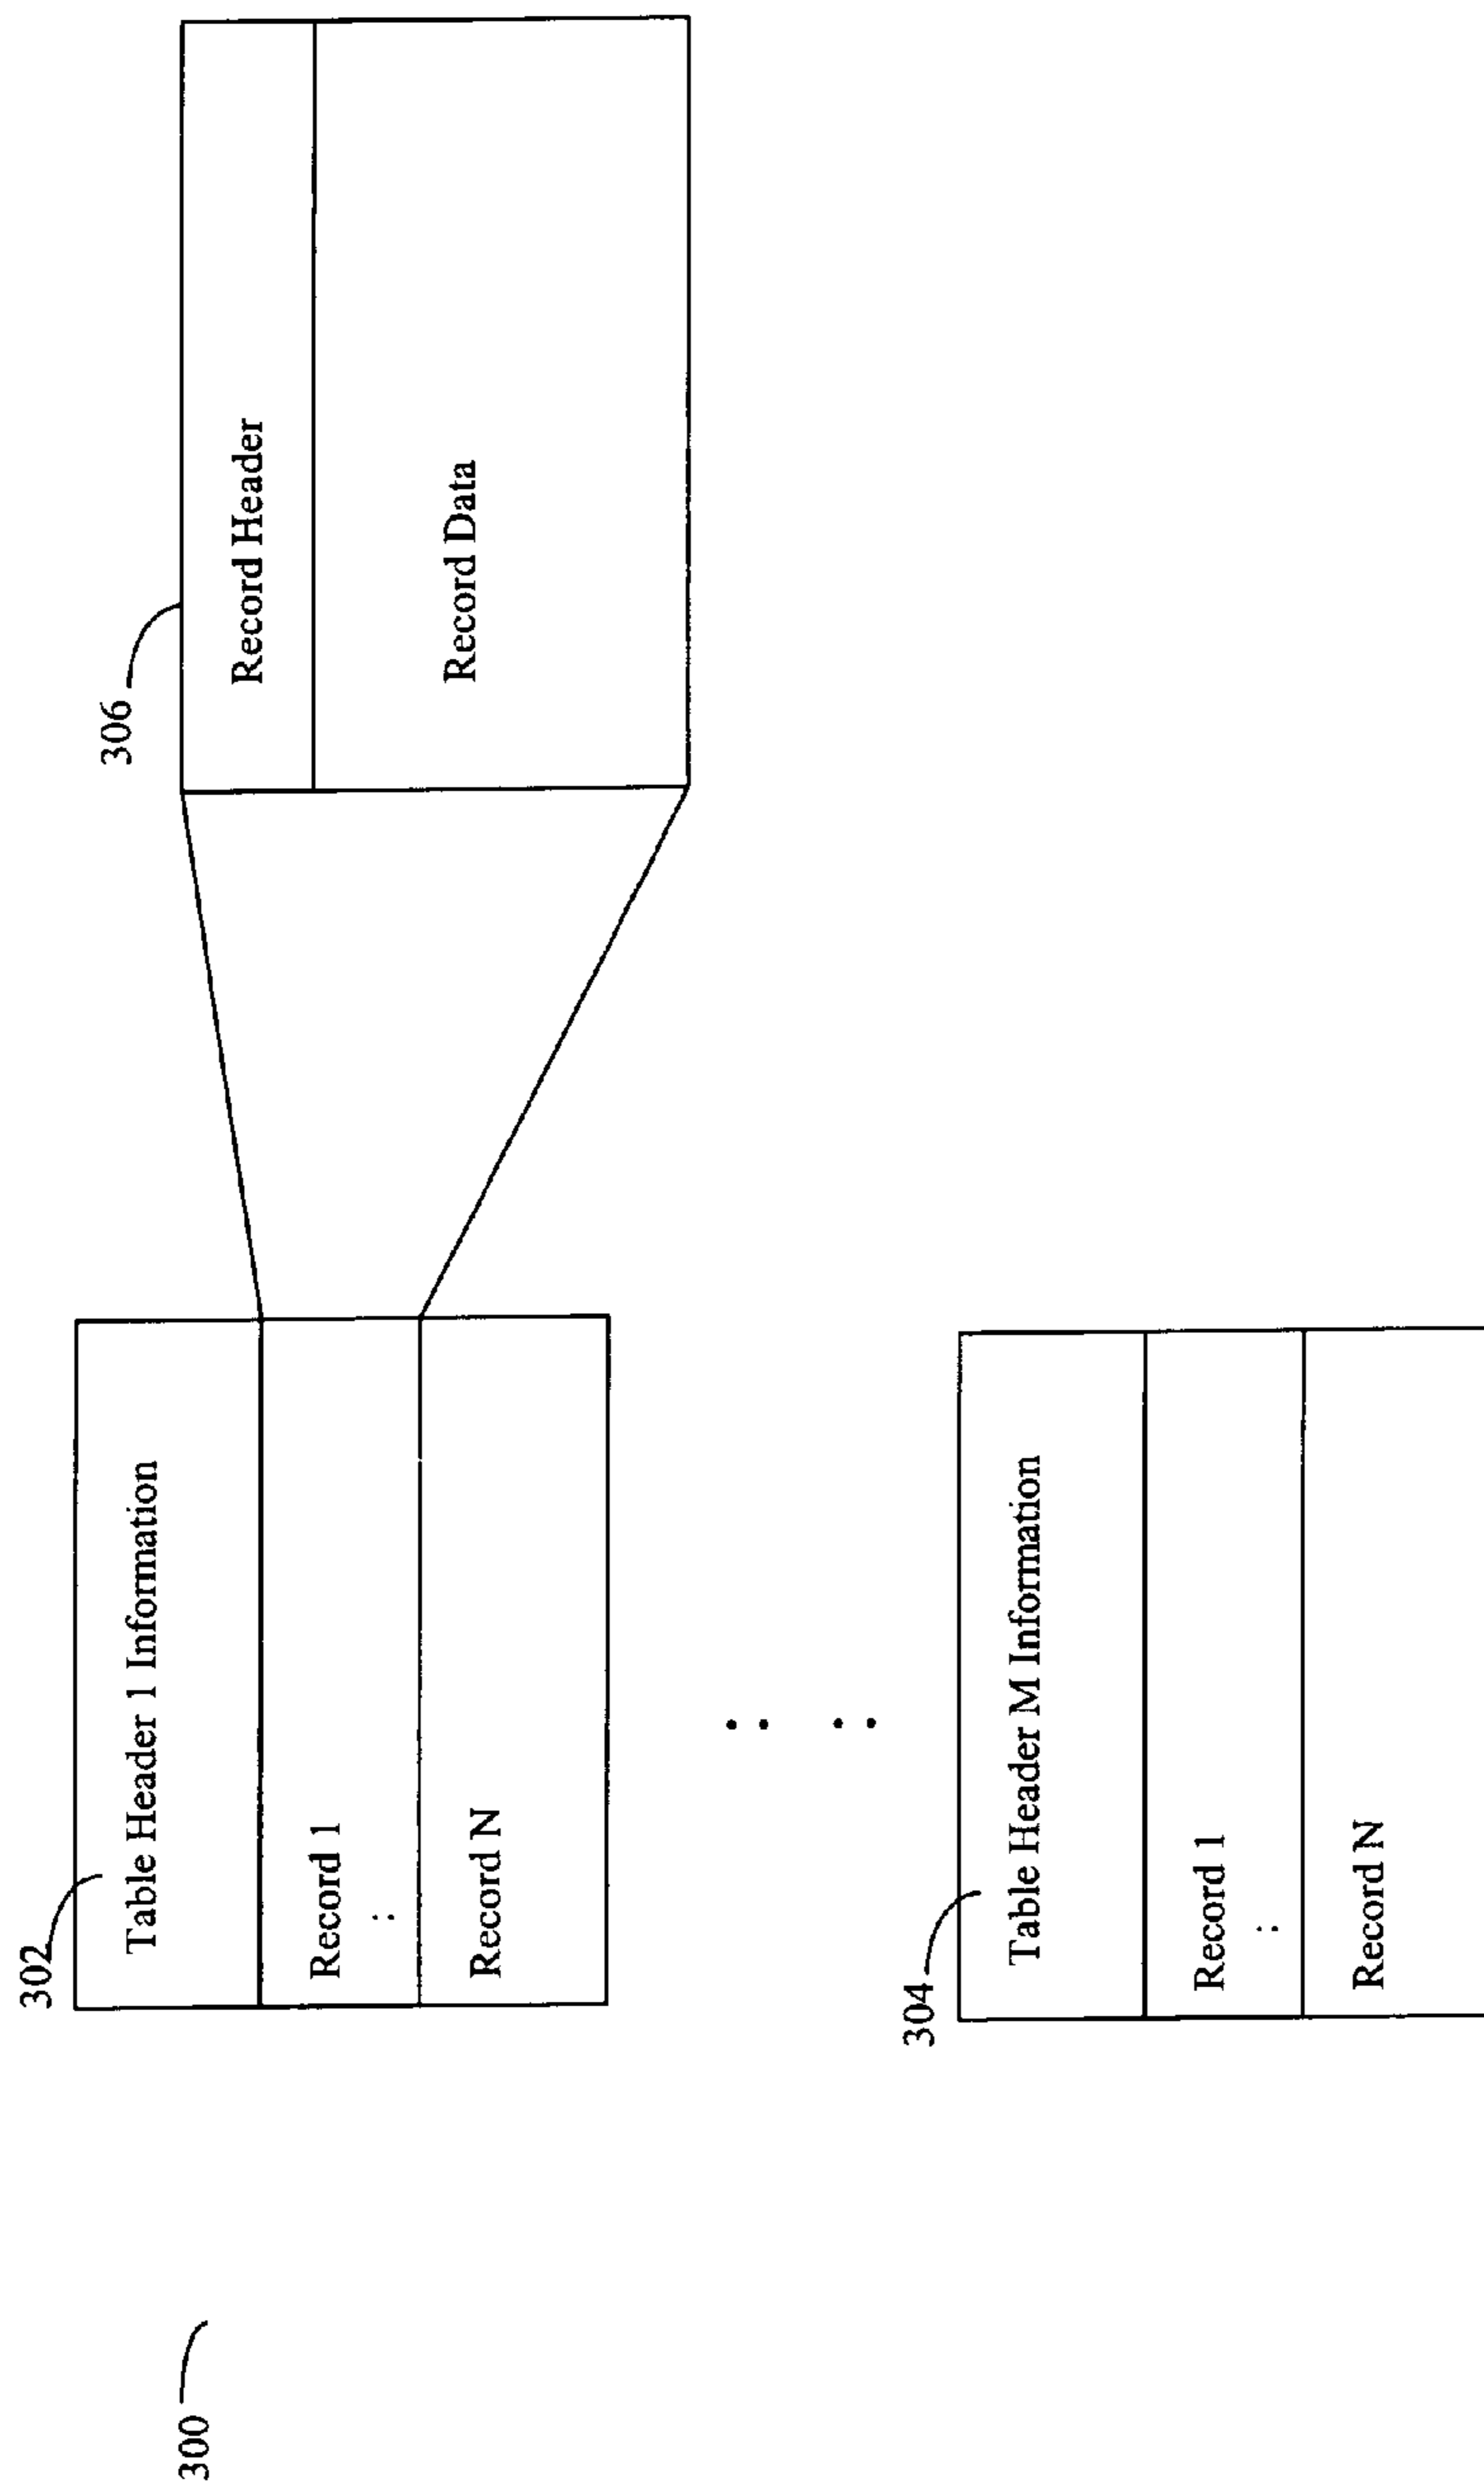 300
302
Table Header 1 Information
Record 1
:
Record N
306
Record Header
Record Data
304
Table Header M Information
Record 1
:
Record N